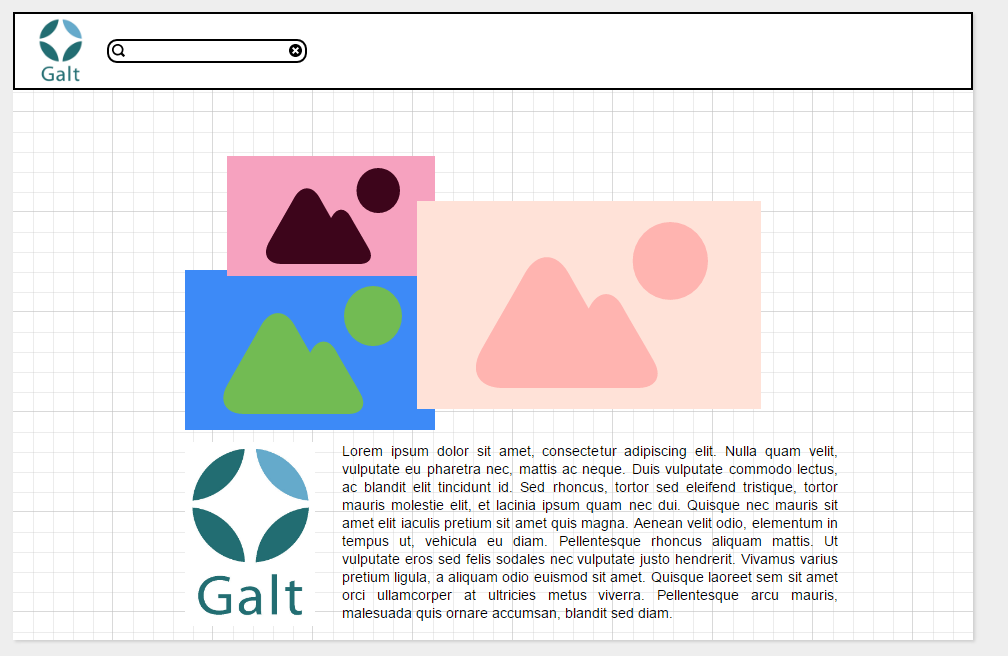 Galt
Lorem ipsum dolor sit amet, consectetur adipiscing elit. Nulla quam velit,
vulputate eu pharetra nec, mattis ac neque. Duis vulputate commodo lectus,
ac blandit elit tincidunt id. Sed rhoncus, tortor sed eleifend tristique, tortor
mauris molestie elit, et lacinia ipsum quam nec dui. Quisque nec mauris sit
amet elit iaculis pretium sit amet quis magna. Aenean velit odio, elementum in
tempus ut, vehicula eu diam. Pellentesque rhoncus aliquam mattis. Ut
vulputate eros sed felis sodales nec vulputate justo hendrerit. Vivamus varius
pretium ligula, a aliquam odio euismod sit amet. Quisque laoreet sem sit amet
orci ullamcorper at ultricies metus viverra. Pellentesque arcu mauris,
malesuada quis ornare accumsan, blandit sed diam.
Galt